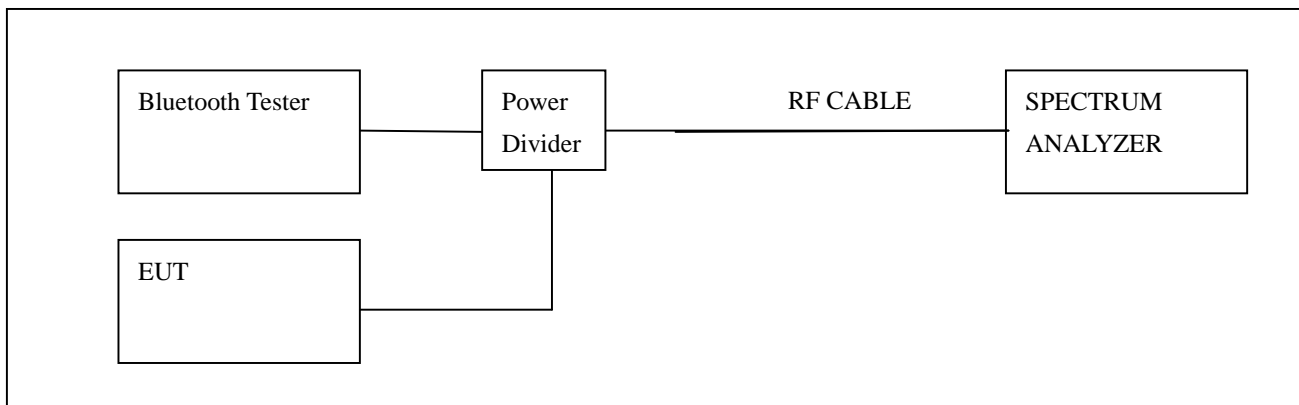 Bluetooth Tester
Power
Divider
RF CABLE
SPECTRUM
ANALYZER
EUT